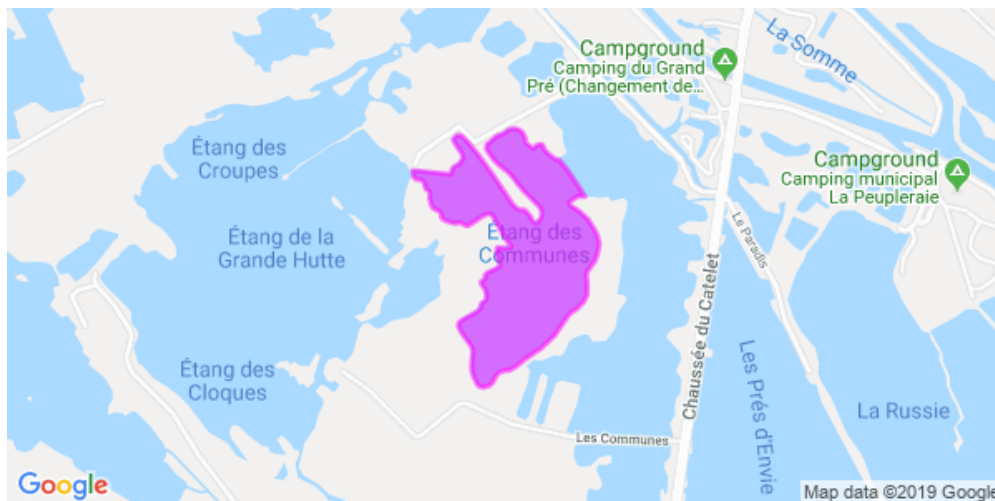 Campground
Camping du Grand
Pré (Changement de...
La Somme
Étang des
Croupes
Campground
Camping municipal
La Peupleraie
Étang de la
Grande Hutte
Étang des
Communes
Le Paradis
Chaussée du Catelet
Étang des
Cloques
Les Prés d'Envie
La Russie
Les Communes
Google
Map data ©2019 Google